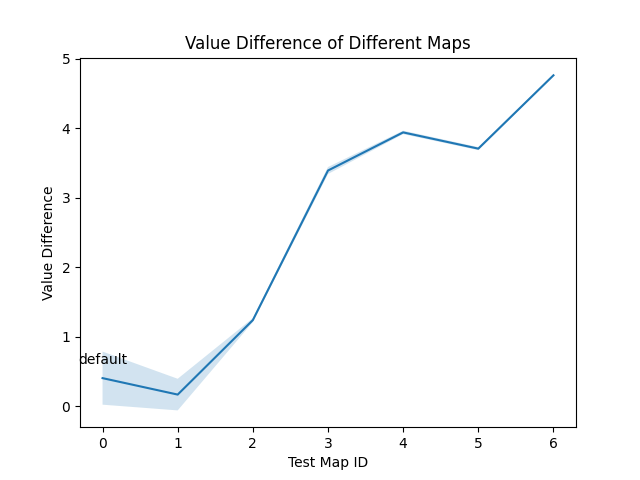 Value Difference of Different Maps
5
4
3
2
1
0
Value Difference
default
0 1 2 3 4 5 6
Test Map ID